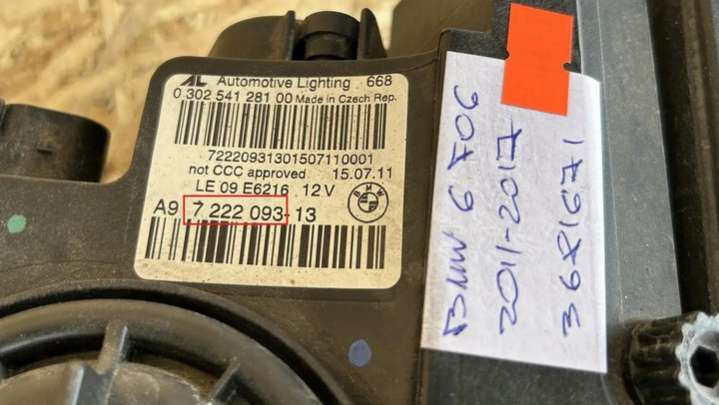 AL Automotive Lighting 668
0 302 541 281 00 Made in Czech Rep.
72220931301507110001
not CCC approved 15.07.11
LE 09 E6216 12V
BMW
A9 7 222 093-13
BMW 6 F06
2011-2017
3681671